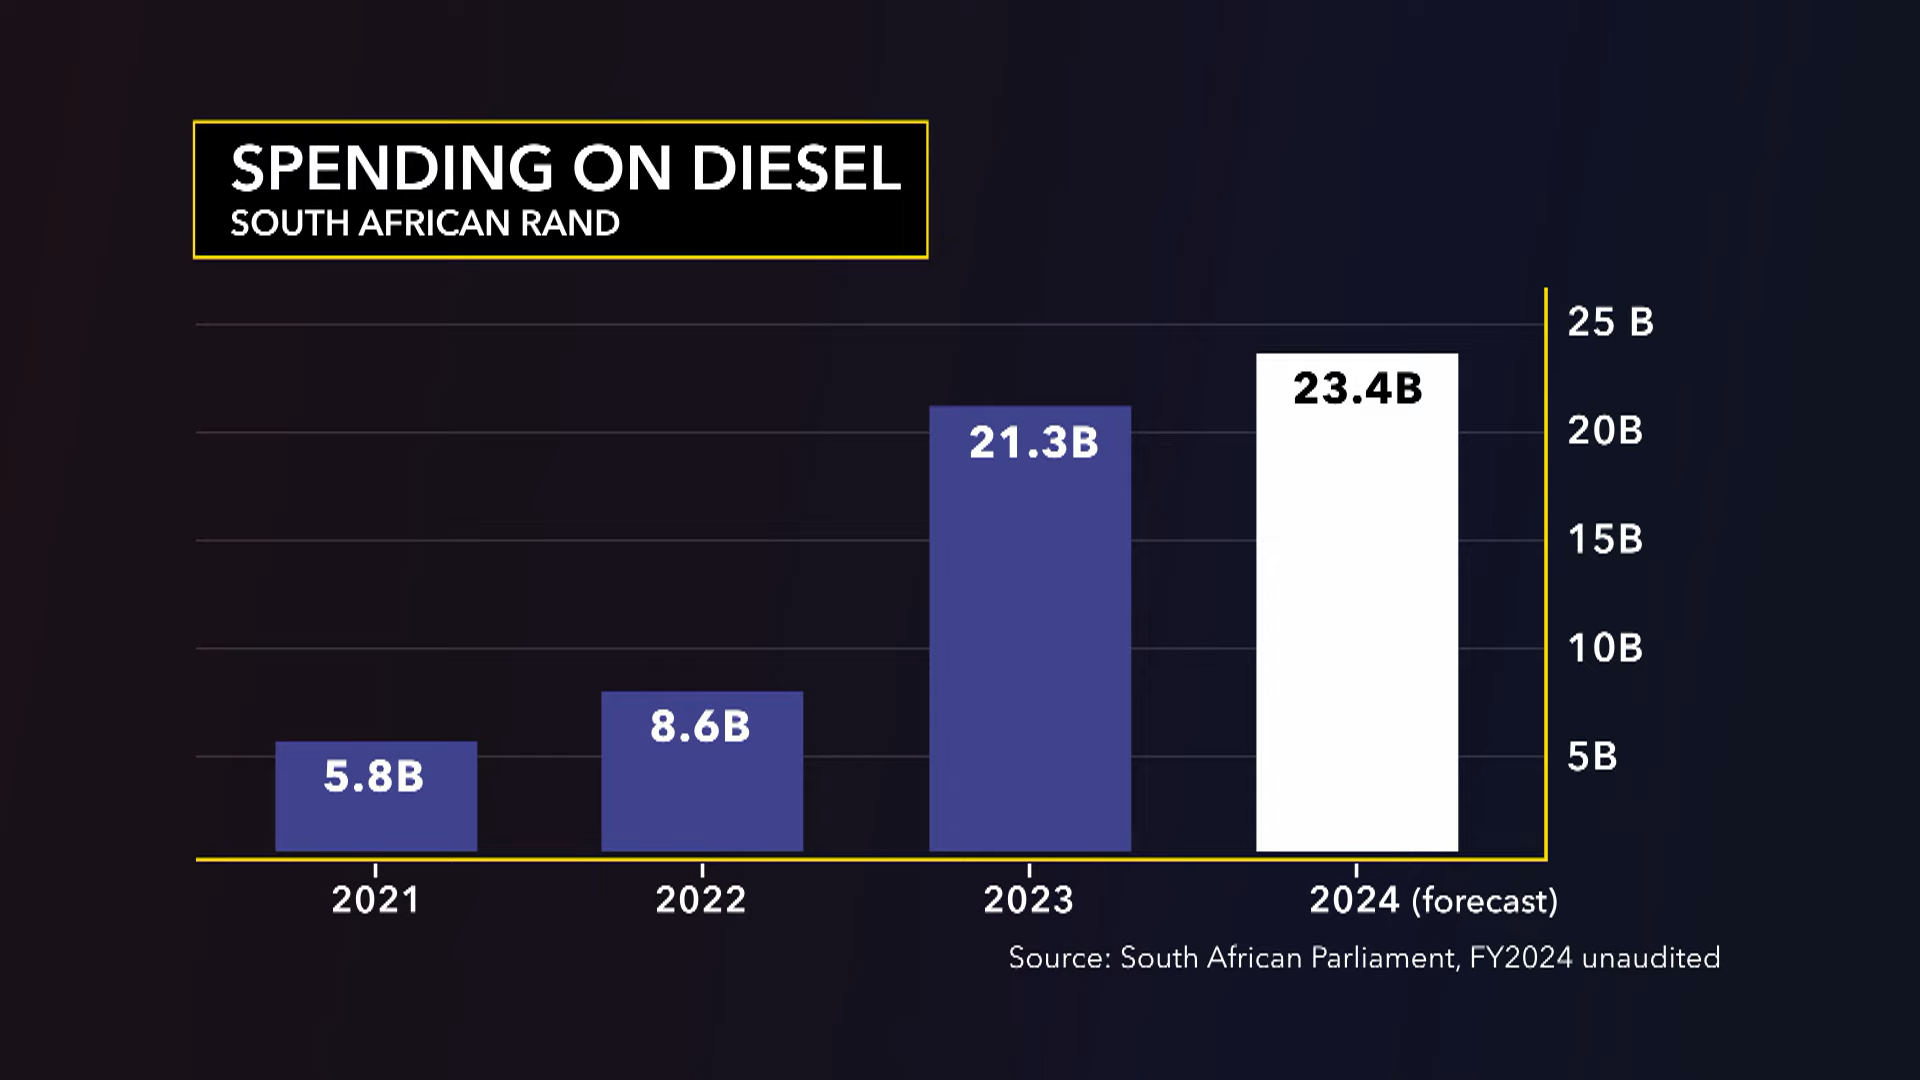 SPENDING ON DIESEL
SOUTH AFRICAN RAND
25 B
23.4B
20B
21.3B
15B
10B
8.6B
5B
5.8B
2021 2022 2023 2024 (forecast)
Source: South African Parliament, FY2024 unaudited